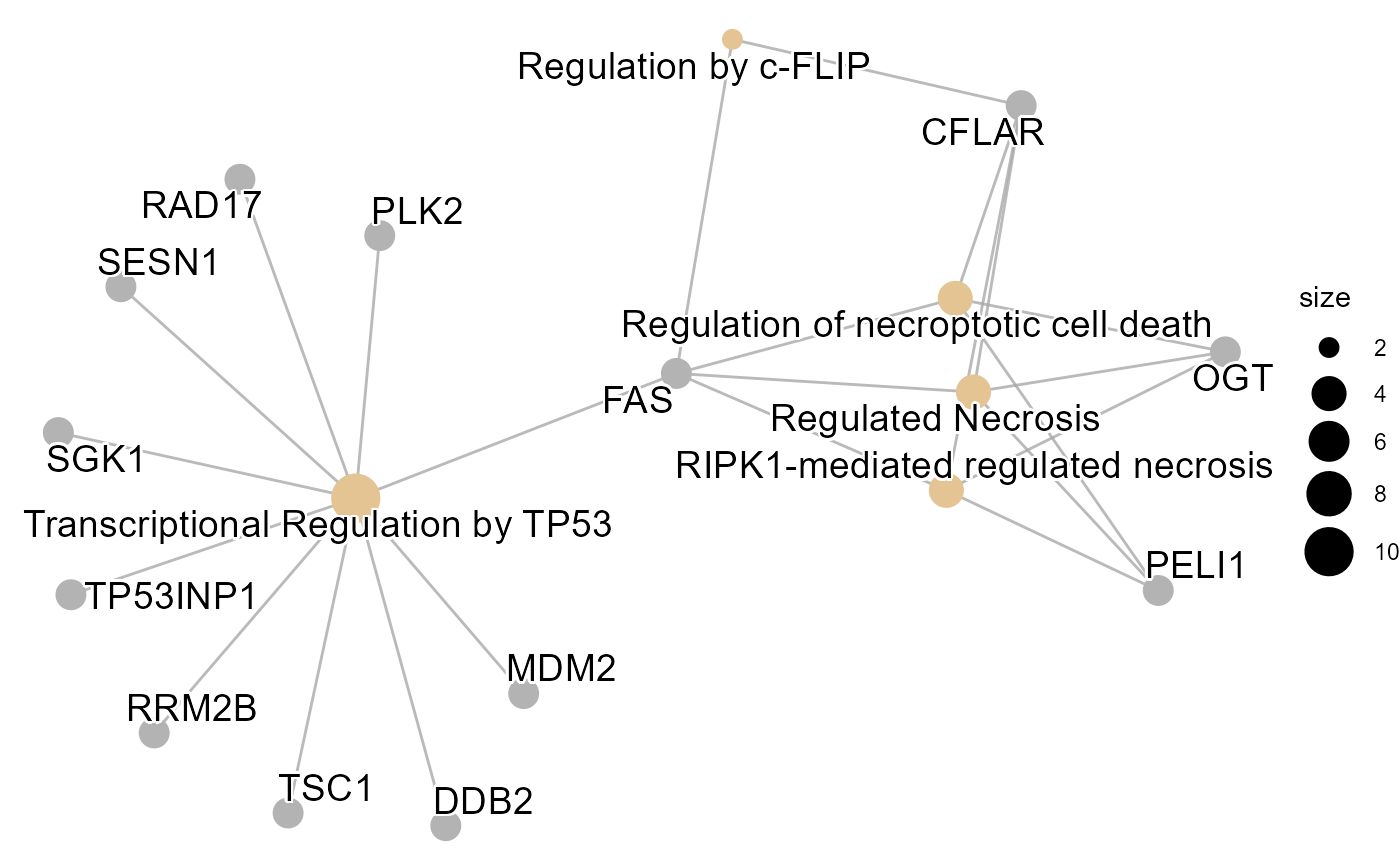 Regulation by c-FLIP
CFLAR
RAD17
PLK2
SESN1
size
Regulation of necroptotic cell death
2
OGT
4
FAS
Regulated Necrosis
6
SGK1
RIPK1-mediated regulated necrosis
8
Transcriptional Regulation by TP53
10
PELI1
TP53INP1
MDM2
RRM2B
TSC1
DDB2